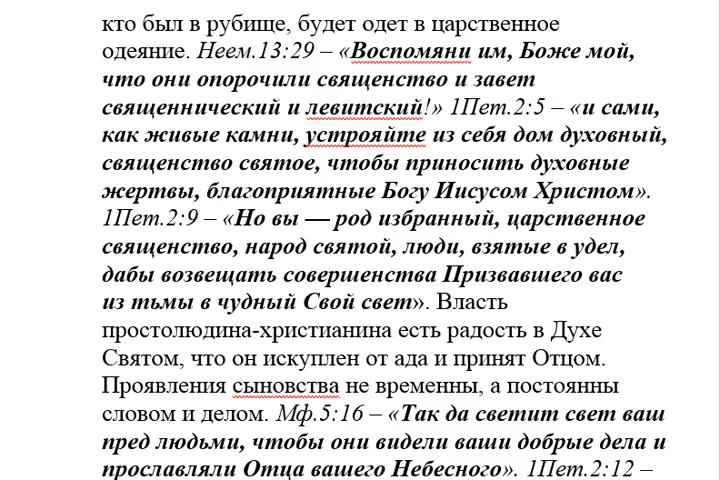 кто был в рубище, будет одет в царственное
одеяние. Неем.13:29 – «Воспомяни им, Боже мой,
что они опорочили священство и завет
священнический и левитский!» 1Пет.2:5 – «и сами,
как живые камни, устрояйте из себя дом духовный,
священство святое, чтобы приносить духовные
жертвы, благоприятные Богу Иисусом Христом».
1Пет.2:9 – «Но вы — род избранный, царственное
священство, народ святой, люди, взятые в удел,
дабы возвещать совершенства Призвавшего вас
из тьмы в чудный Свой свет». Власть
простолюдина-христианина есть радость в Духе
Святом, что он искуплен от ада и принят Отцом.
Проявления сыновства не временны, а постоянны
словом и делом. Мф.5:16 – «Так да светит свет ваш
пред людьми, чтобы они видели ваши добрые дела и
прославляли Отца вашего Небесного». 1Пет.2:12 –